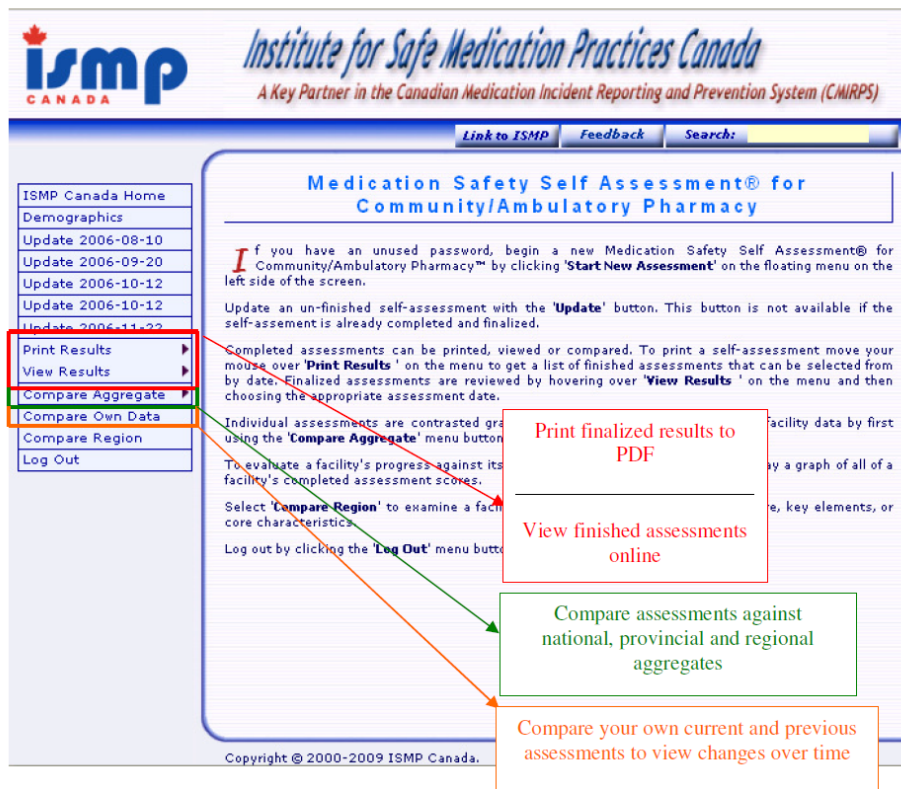 ismp
CANADA
Institute for Safe Medication Practices Canada
A Key Partner in the Canadian Medication Incident Reporting and Prevention System (CMIRPS)
Link to ISMP
Feedback
Search:
ISMP Canada Home
Demographics
Update 2006-08-10
Update 2006-09-20
Update 2006-10-12
Update 2006-10-12
Update 2006-11-22
Print Results
View Results
Compare Aggregate
Compare Own Data
Compare Region
Log Out
Medication Safety Self Assessment® for
Community/Ambulatory Pharmacy
If you have an unused password, begin a new Medication Safety Self Assessment® for
Community/Ambulatory Pharmacy™ by clicking 'Start New Assessment' on the floating menu on the
left side of the screen.
Update an un-finished self-assessment with the 'Update' button. This button is not available if the
self-assement is already completed and finalized.
Completed assessments can be printed, viewed or compared. To print a self-assessment move your
mouse over 'Print Results ' on the menu to get a list of finished assessments that can be selected from
by date. Finalized assessments are reviewed by hovering over 'View Results ' on the menu and then
choosing the appropriate assessment date.
Individual assessments are contrasted facility data by first
using the 'Compare Aggregate' menu button
To evaluate a facility's progress against its a graph of all of a
facility's completed assessment scores.
Select 'Compare Region' to examine a key elements, or
core characteristics
Log out by clicking the 'Log Out' menu
Print finalized results to
PDF
View finished assessments
online
Compare assessments against
national, provincial and regional
aggregates
Compare your own current and previous
assessments to view changes over time
Copyright © 2000-2009 ISMP Canada.